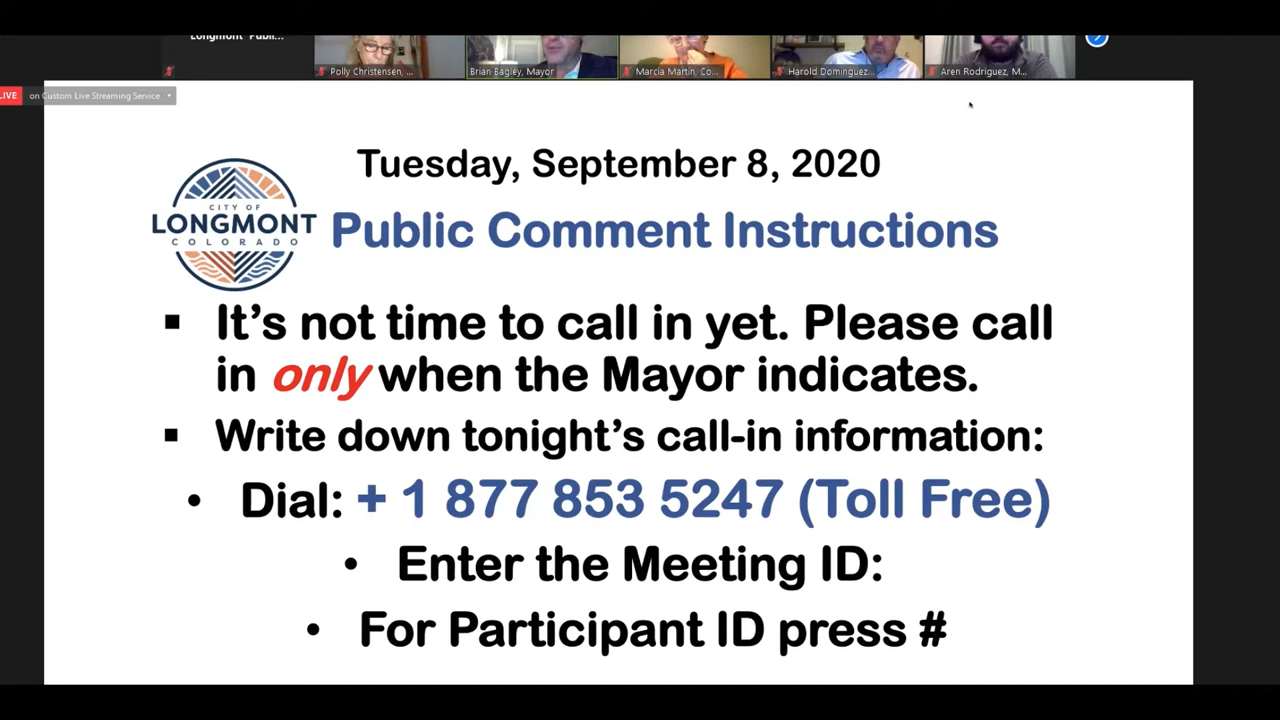 Longmont Publi...
Polly Christensen, ...
Brian Bagley, Mayor
Marcia Martin, Co...
Harold Dominguez...
Aren Rodriguez, M...
LIVE on Custom Live Streaming Service
Tuesday, September 8, 2020
CITY OF
LONGMONT
COLORADO
Public Comment Instructions
▪ It's not time to call in yet. Please call
in only when the Mayor indicates.
▪ Write down tonight's call-in information:
• Dial: + 1 877 853 5247 (Toll Free)
• Enter the Meeting ID:
• For Participant ID press #